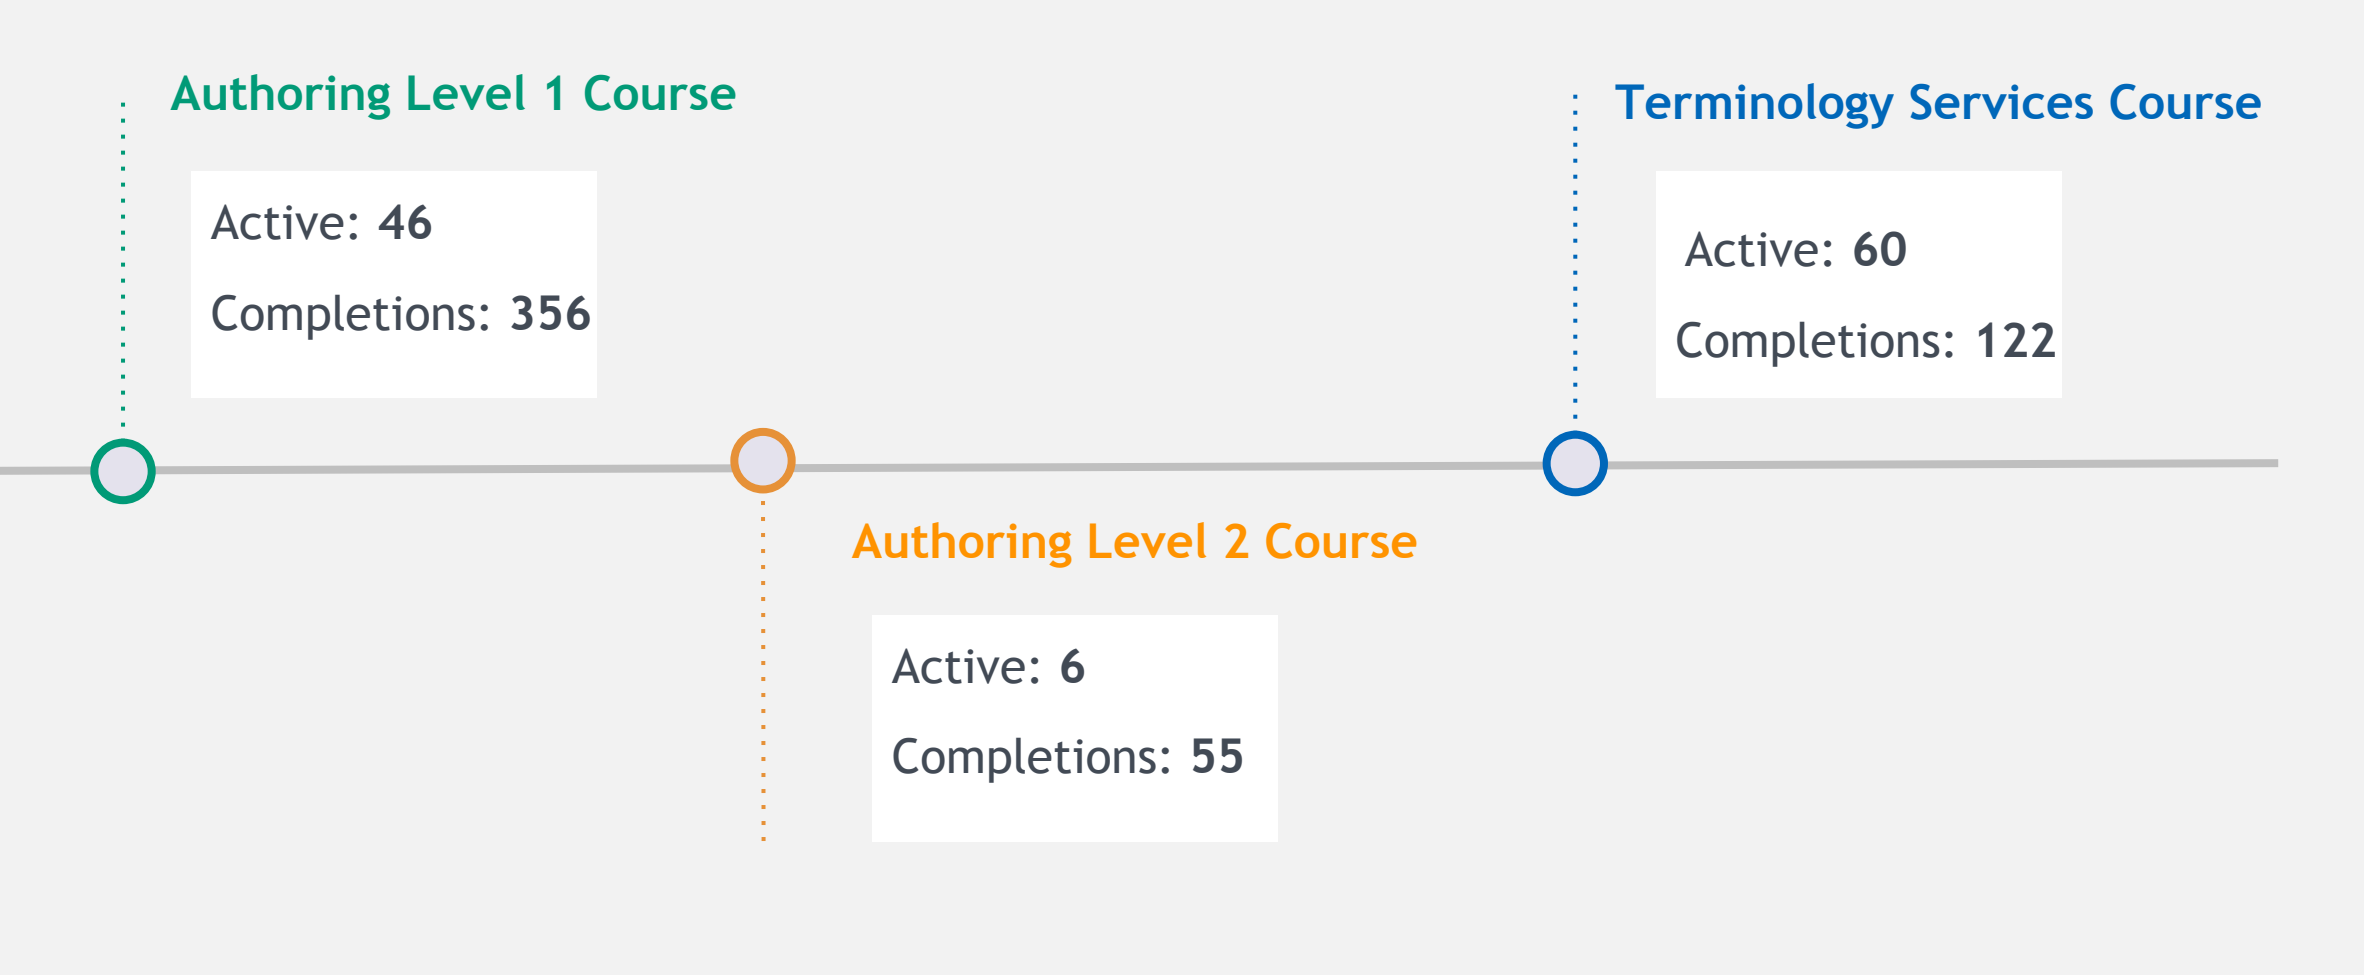 Authoring Level 1 Course
Active: 46
Completions: 356
Authoring Level 2 Course
Active: 6
Completions: 55
Terminology Services Course
Active: 60
Completions: 122